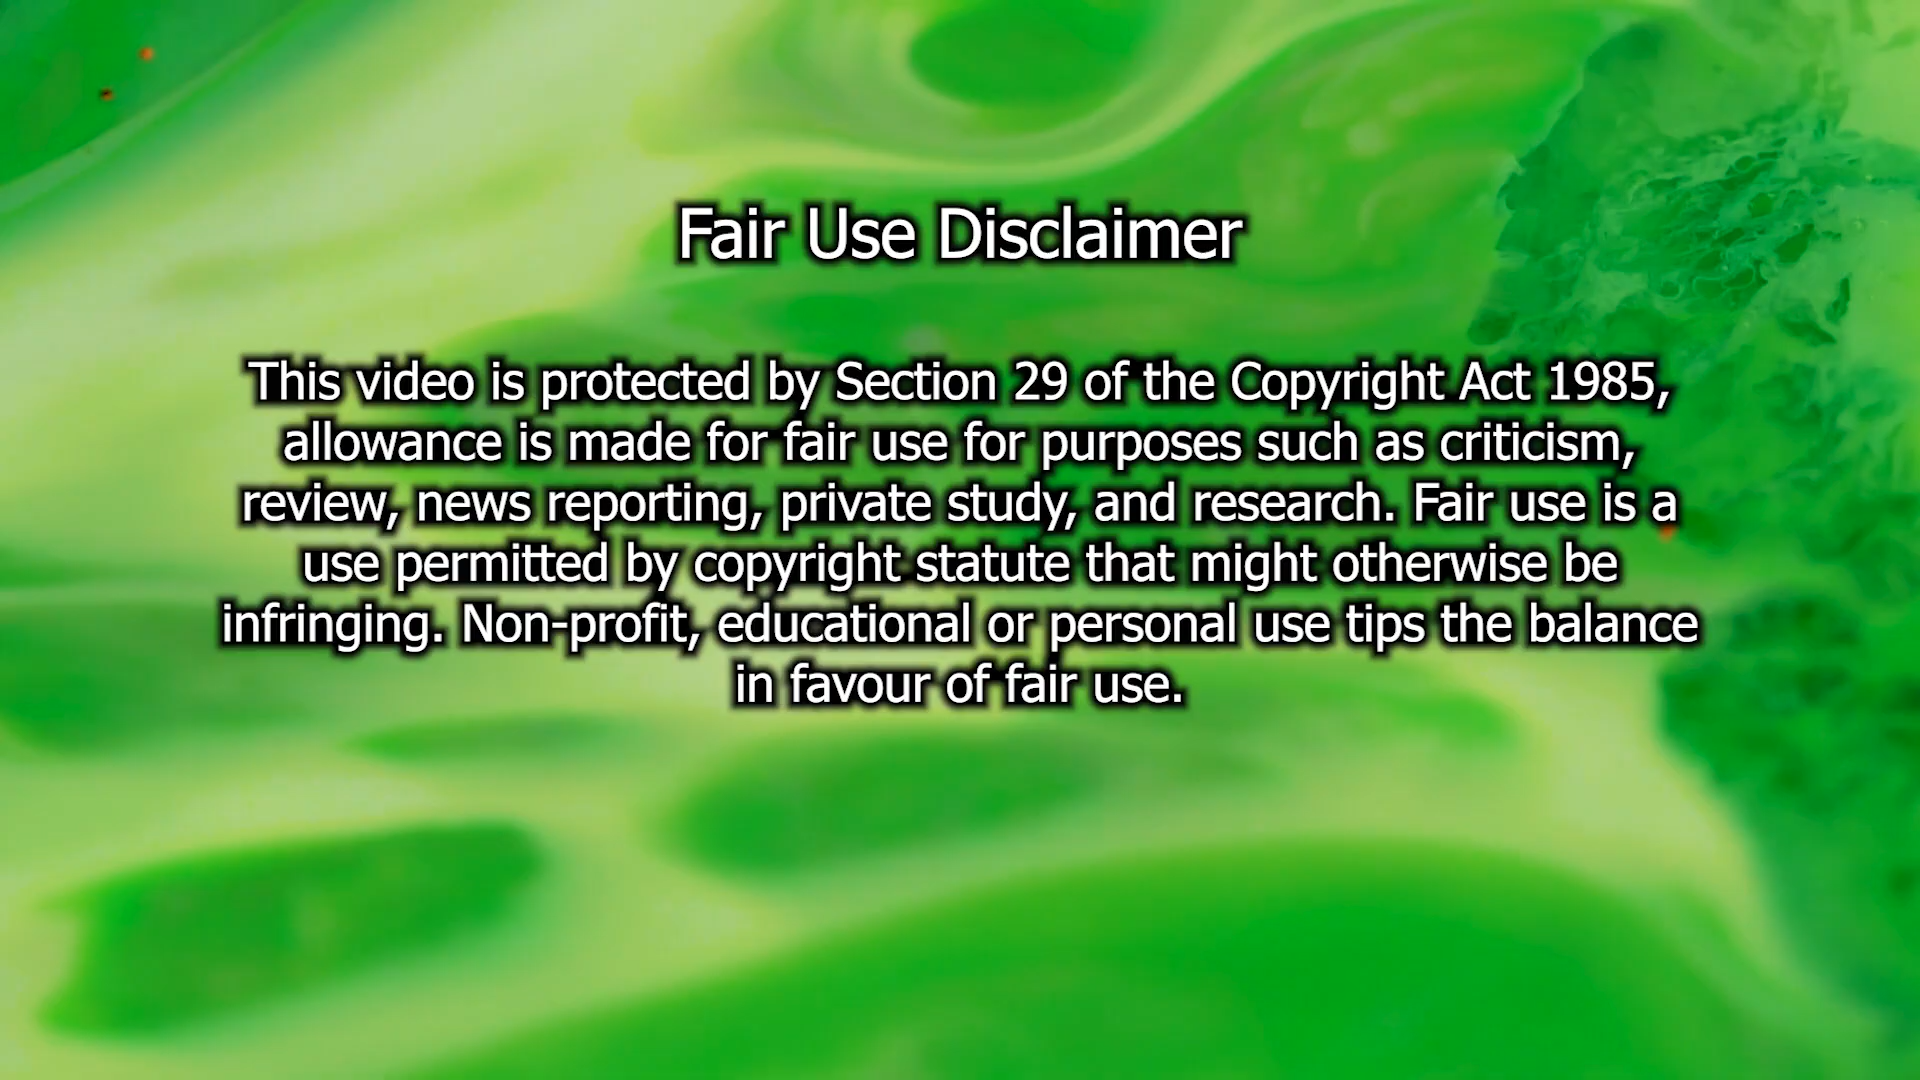 Fair Use Disclaimer
This video is protected by Section 29 of the Copyright Act 1985,
allowance is made for fair use for purposes such as criticism,
review, news reporting, private study, and research. Fair use is a
use permitted by copyright statute that might otherwise be
infringing. Non-profit, educational or personal use tips the balance
in favour of fair use.